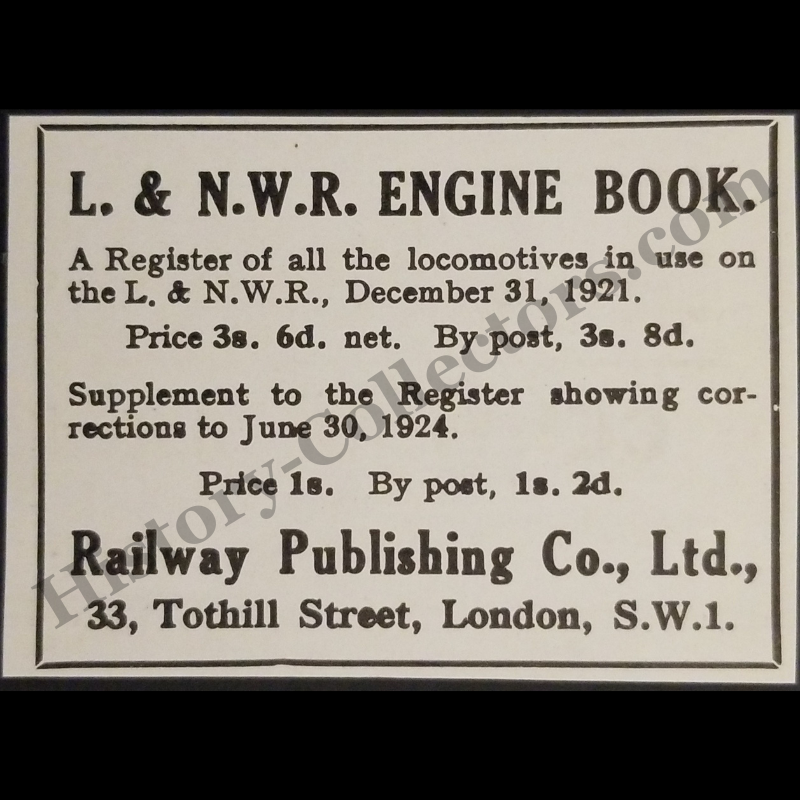 L. & N.W.R. ENGINE BOOK.
A Register of all the locomotives in use on
the L. & N.W.R., December 31, 1921.
Price 3s. 6d. net. By post, 3s. 8d.
Supplement to the Register showing cor-
rections to June 30, 1924.
Price 1s. By post, 1s. 2d.
Railway Publishing Co., Ltd.,
33, Tothill Street, London, S.W.1.
History-Collectors.com